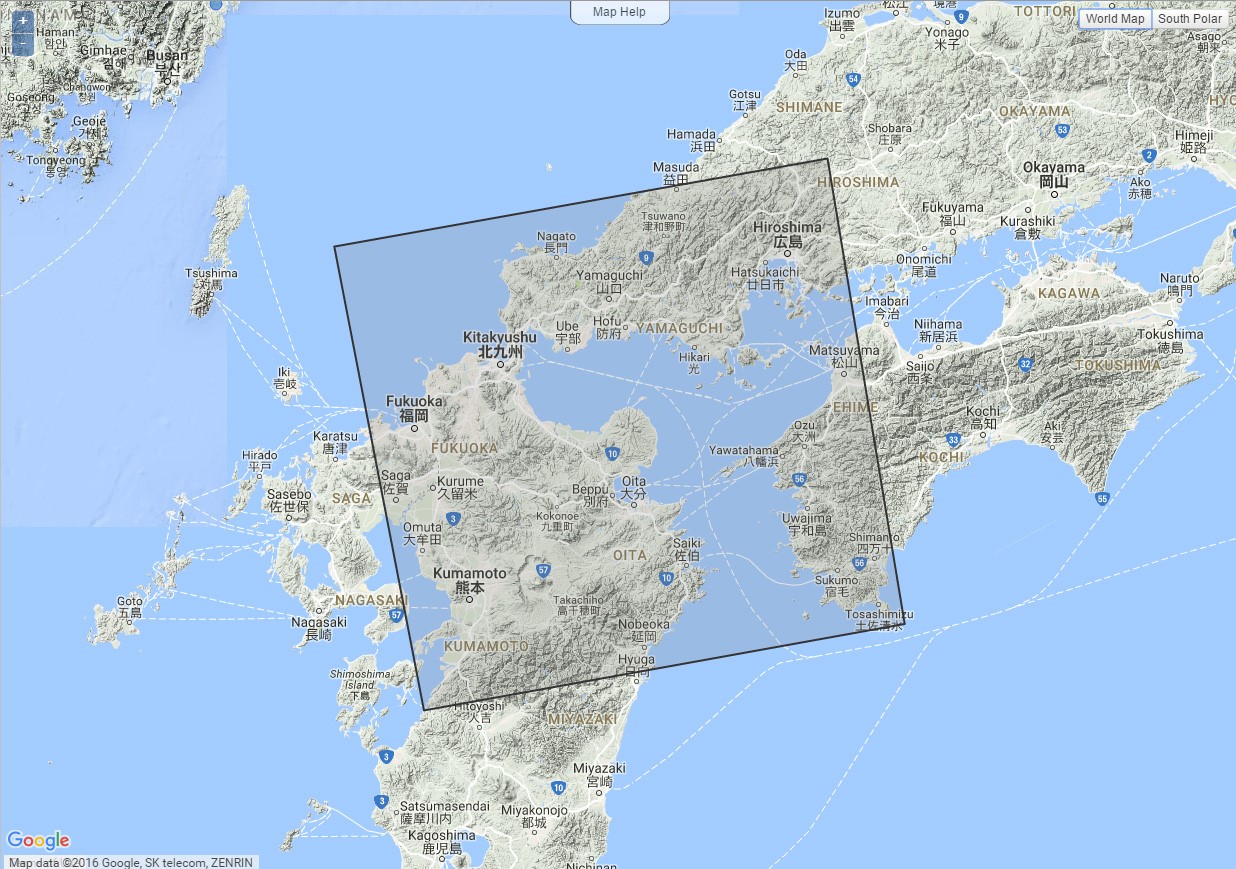 Map Help
World Map
South Polar
+
-
Haman
함안
Gimhae
김해
Busan
부산
Changwon
창원
Goseong
고성
Geoje
거제
Tongyeong
통영
Tsushima
対馬
Iki
壱岐
Izumo
出雲
松江
境港
9
TOTTORI
Yonago
米子
Asago
朝来
Oda
大田
54
Gotsu
江津
SHIMANE
OKAYAMA
53
Hamada
浜田
Shobara
庄原
Himeji
姫路
2
Masuda
益田
HIROSHIMA
Okayama
岡山
Ako
赤穂
Tsuwano
津和野町
Fukuyama
福山
Kurashiki
倉敷
Hiroshima
広島
Nagato
長門
9
Onomichi
尾道
Hatsukaichi
廿日市
Yamaguchi
山口
Naruto
鳴門
KAGAWA
Imabari
今治
Ube
宇部
Hofu
防府
YAMAGUCHI
Niihama
新居浜
Tokushima
徳島
Kitakyushu
北九州
Hikari
光
Matsuyama
松山
Saijo
西条
32
TOKUSHIMA
Fukuoka
福岡
EHIME
Kochi
高知
Aki
安芸
Ozu
大洲
33
KOCHI
Karatsu
唐津
FUKUOKA
10
Yawatahama
八幡浜
Hirado
平戸
Saga
佐賀
Kurume
久留米
56
55
Sasebo
佐世保
SAGA
Beppu
別府
Oita
大分
3
Kokonoe
九重町
Uwajima
宇和島
Omuta
大牟田
Saiki
佐伯
OITA
56
57
10
Kumamoto
熊本
Sukumo
宿毛
Takachiho
高千穂町
Goto
五島
NAGASAKI
57
Nagasaki
長崎
Tosashimizu
土佐清水
Nobeoka
延岡
KUMAMOTO
Hyuga
日向
Shimoshima
Island
下島
Hitoyoshi
人吉
MIYAZAKI
3
Miyazaki
宮崎
10
3
Satsumasendai
薩摩川内
Miyakonojo
都城
Kagoshima
鹿児島
Nichinan
Google
Map data ©2016 Google, SK telecom, ZENRIN